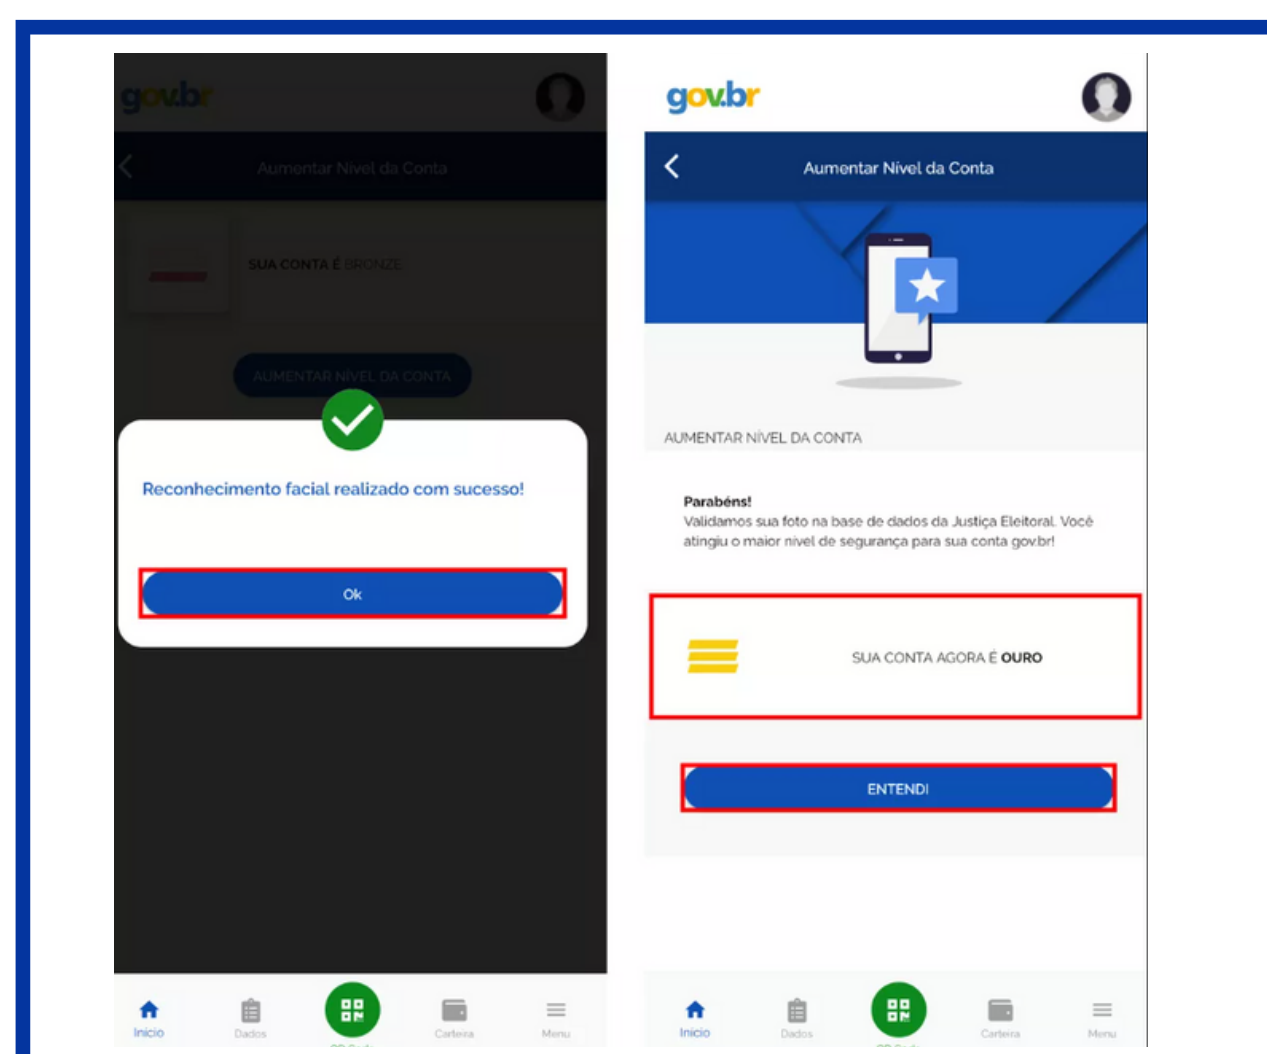 gov.br
Aumentar Nível da Conta
SUA CONTA É BRONZE
AUMENTAR NÍVEL DA CONTA
Reconhecimento facial realizado com sucesso!
Ok
Início
Dados
QR Code
Carteira
Menu
gov.br
Aumentar Nível da Conta
AUMENTAR NÍVEL DA CONTA
Parabéns!
Validamos sua foto na base de dados da Justiça Eleitoral. Você
atingiu o maior nível de segurança para sua conta gov.br!
SUA CONTA AGORA É OURO
ENTENDI
Início
Dados
Carteira
Menu